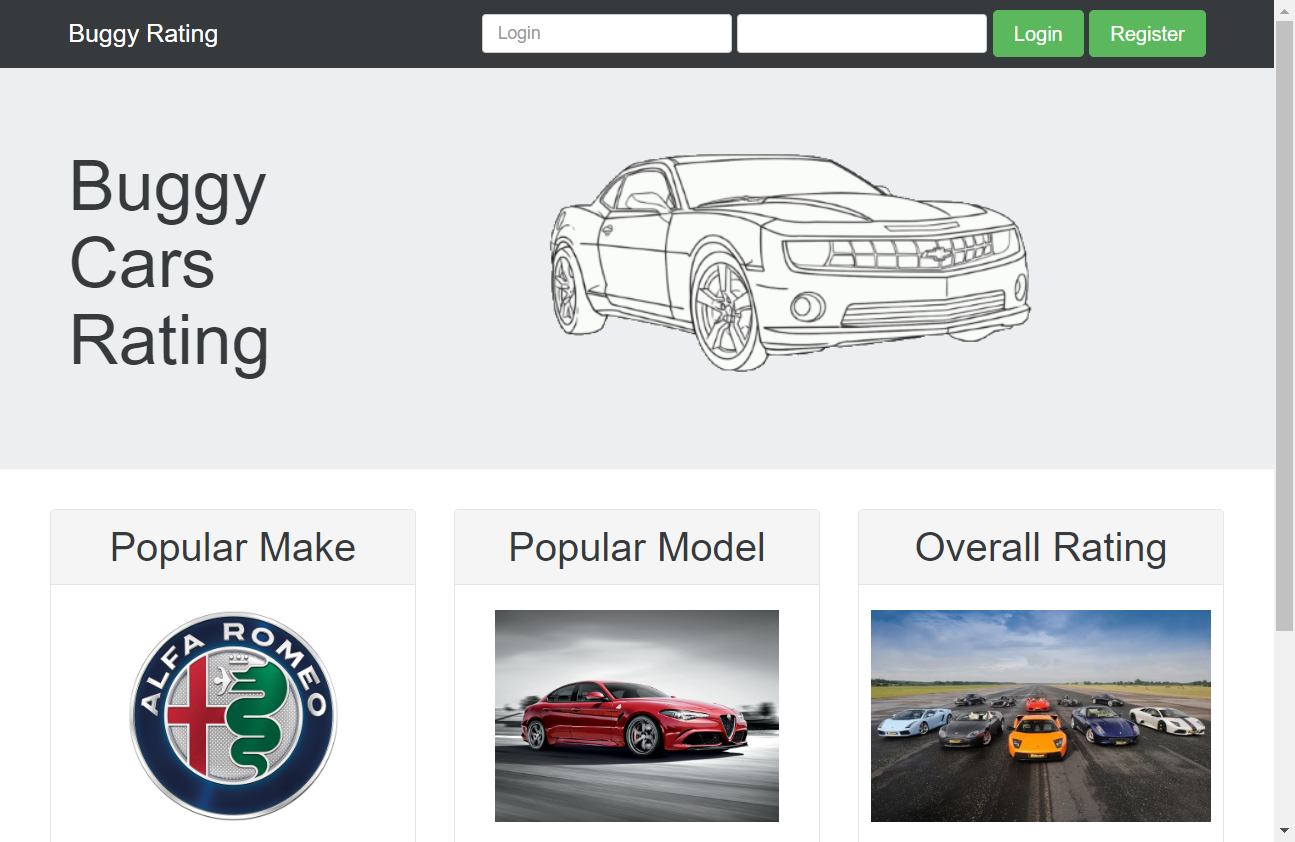 Buggy Rating
Login
Login
Register
Buggy
Cars
Rating
Popular Make
Popular Model
Overall Rating
ALFA ROMEO